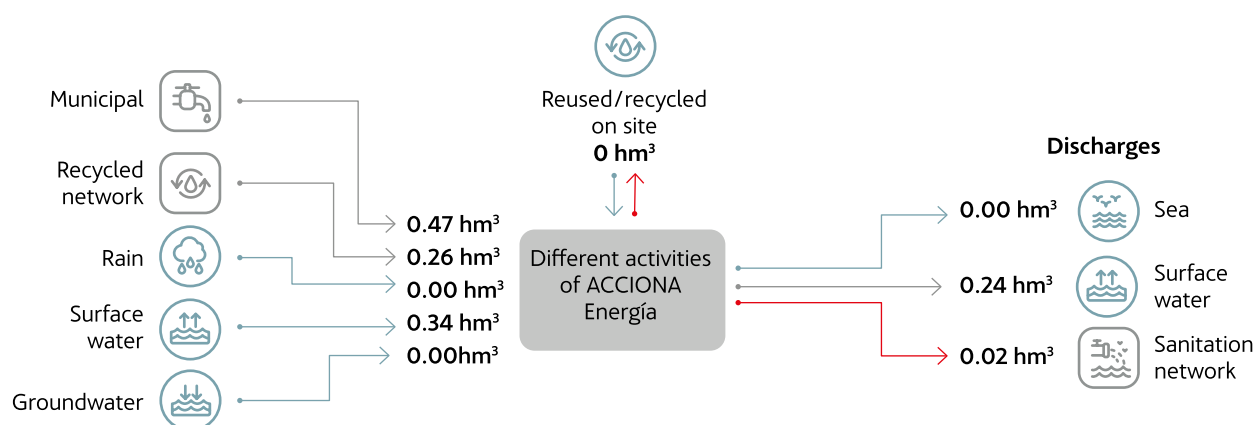 Municipal
Recycled
network
Rain
Surface
water
Groundwater
0.47 hm³
0.26 hm³
0.00 hm³
0.34 hm³
0.00hm³
Reused/recycled
on site
0 hm³
Different activities
of ACCIONA
Energía
Discharges
0.00 hm³ Sea
0.24 hm³ Surface
water
0.02 hm³ Sanitation
network